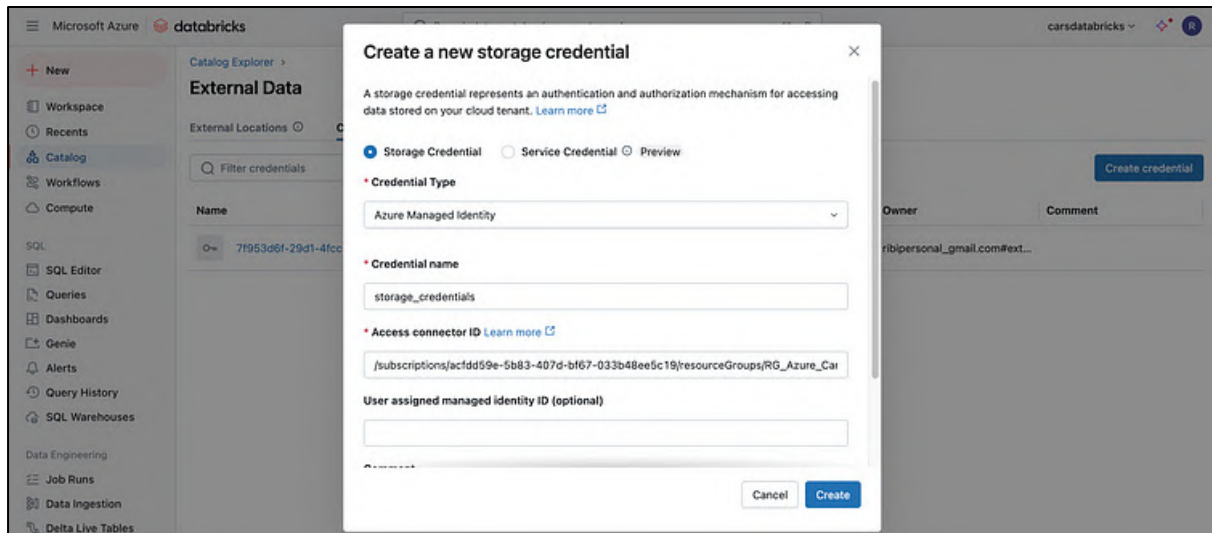 Microsoft Azure databricks
carsdatabricks
R
New
Workspace
Recents
Catalog
Workflows
Compute
SQL
SQL Editor
Queries
Dashboards
Genie
Alerts
Query History
SQL Warehouses
Data Engineering
Job Runs
Data Ingestion
Delta Live Tables
Catalog Explorer >
External Data
External Locations
Filter credentials
Create credential
Name
Owner
Comment
7f953d6f-29d1-4fcc
ribipersonal_gmail.com#ext...
Create a new storage credential
A storage credential represents an authentication and authorization mechanism for accessing
data stored on your cloud tenant. Learn more
Storage Credential Service Credential Preview
* Credential Type
Azure Managed Identity
* Credential name
storage_credentials
* Access connector ID Learn more
/subscriptions/acfdd59e-5b83-407d-bf67-033b48ee5c19/resourceGroups/RG_Azure_Car
User assigned managed identity ID (optional)
Cancel Create